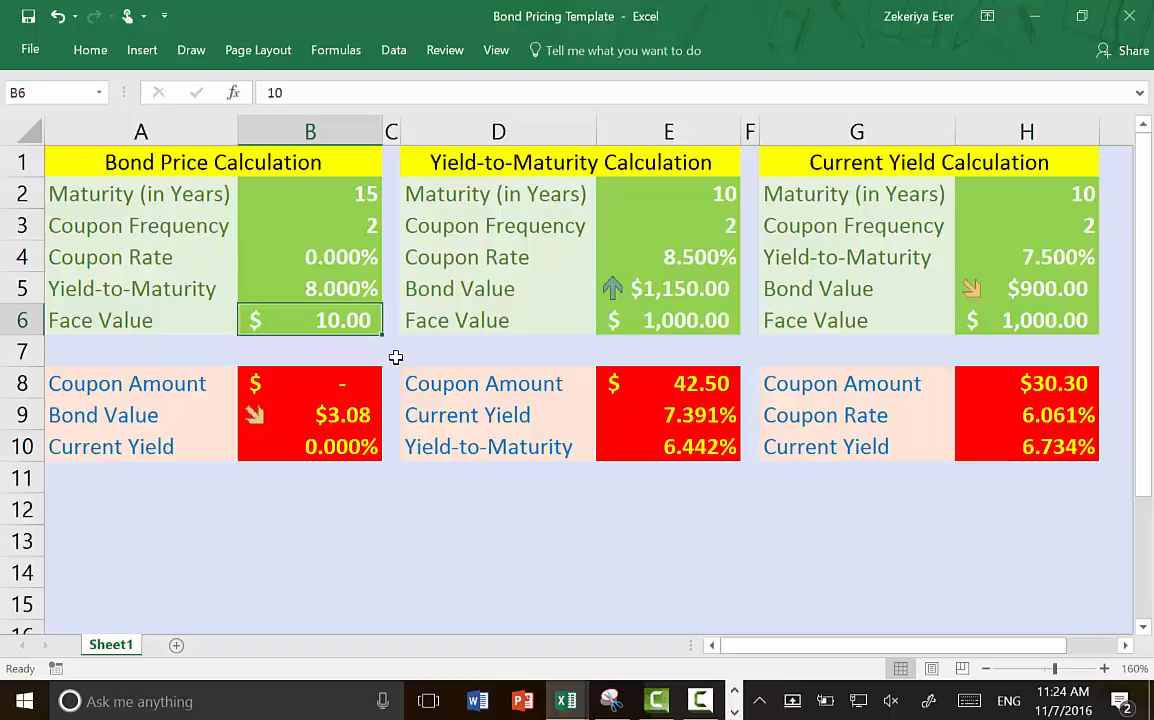 Bond Pricing Template - Excel
Zekeriya Eser
File Home Insert Draw Page Layout Formulas Data Review View Tell me what you want to do Share
B6 fx 10
A B C D E F G H
1 Bond Price Calculation Yield-to-Maturity Calculation Current Yield Calculation
2 Maturity (in Years) 15 Maturity (in Years) 10 Maturity (in Years) 10
3 Coupon Frequency 2 Coupon Frequency 2 Coupon Frequency 2
4 Coupon Rate 0.000% Coupon Rate 8.500% Yield-to-Maturity 7.500%
5 Yield-to-Maturity 8.000% Bond Value $1,150.00 Bond Value $900.00
6 Face Value $ 10.00 Face Value $ 1,000.00 Face Value $ 1,000.00
7
8 Coupon Amount $ - Coupon Amount $ 42.50 Coupon Amount $30.30
9 Bond Value $3.08 Current Yield 7.391% Coupon Rate 6.061%
10 Current Yield 0.000% Yield-to-Maturity 6.442% Current Yield 6.734%
11
12
13
14
15
16
Sheet1
Ready 160%
Ask me anything ENG 11:24 AM
11/7/2016 2